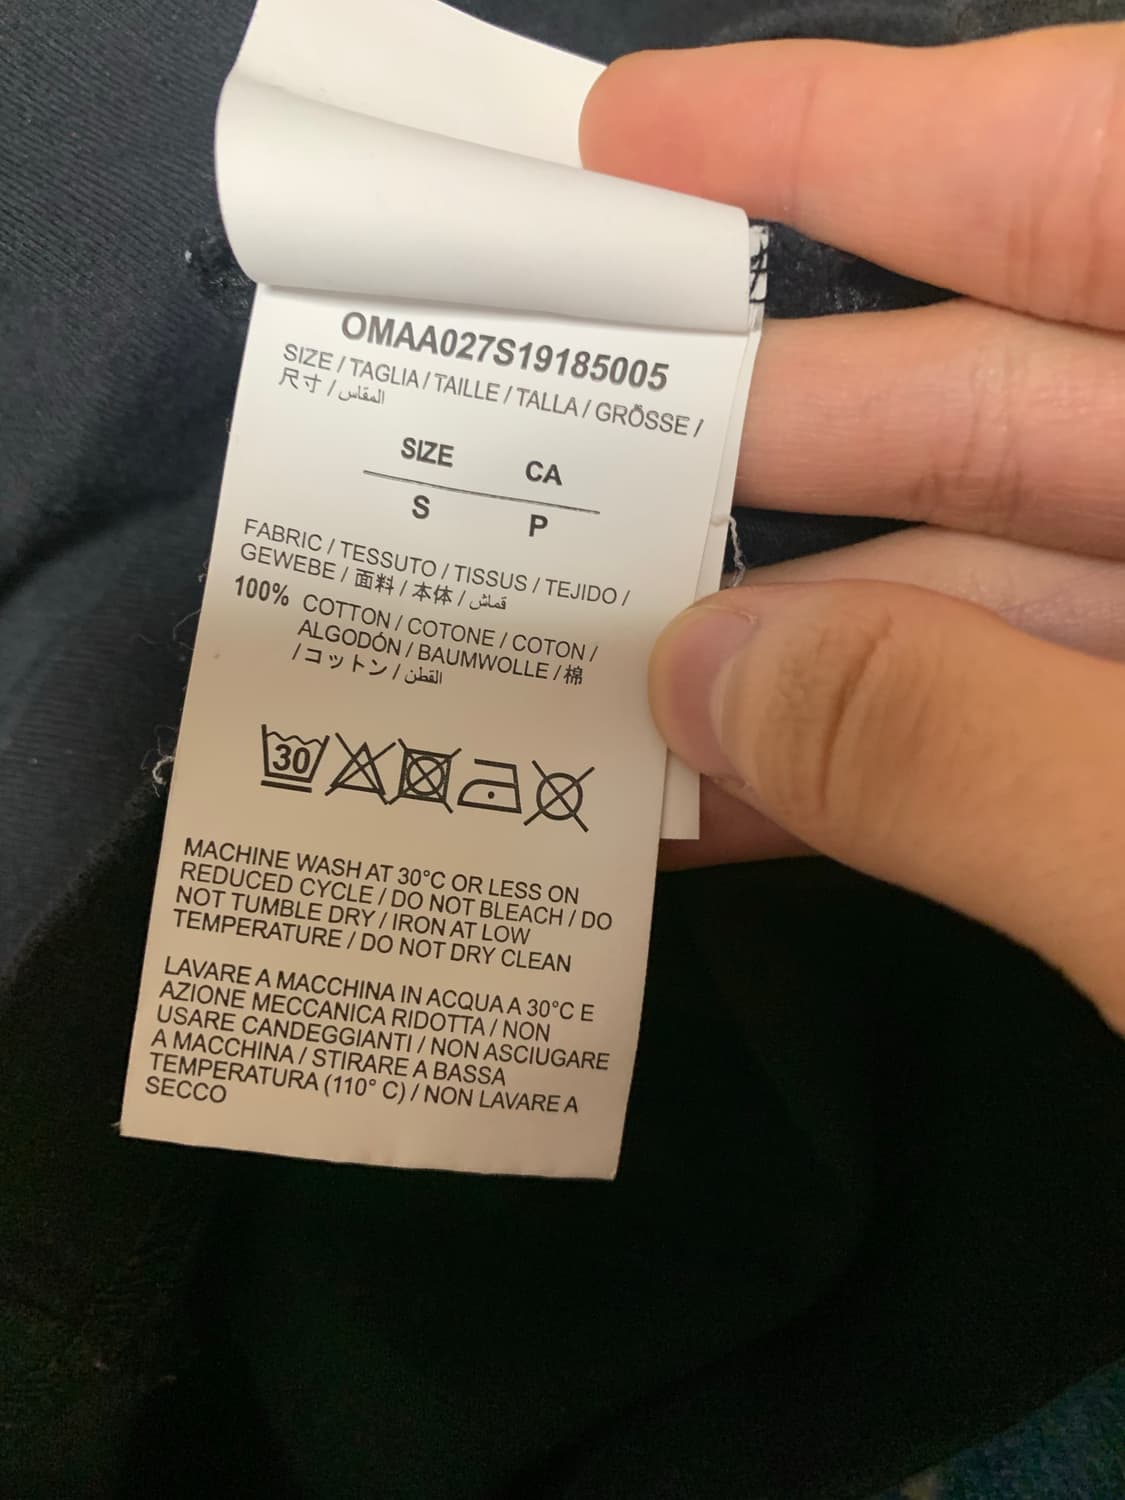 OMAA027S19185005
SIZE / TAGLIA / TAILLE / TALLA / GRÖSSE /
尺寸 / المقاس
SIZE CA
S P
FABRIC / TESSUTO / TISSUS / TEJIDO /
GEWEBE / 面料 / 本体 / قماش
100% COTTON / COTONE / COTON /
ALGODÓN / BAUMWOLLE / 棉
/ コットン / القطن
30
MACHINE WASH AT 30°C OR LESS ON
REDUCED CYCLE / DO NOT BLEACH / DO
NOT TUMBLE DRY / IRON AT LOW
TEMPERATURE / DO NOT DRY CLEAN
LAVARE A MACCHINA IN ACQUA A 30°C E
AZIONE MECCANICA RIDOTTA / NON
USARE CANDEGGIANTI / NON ASCIUGARE
A MACCHINA / STIRARE A BASSA
TEMPERATURA (110° C) / NON LAVARE A
SECCO